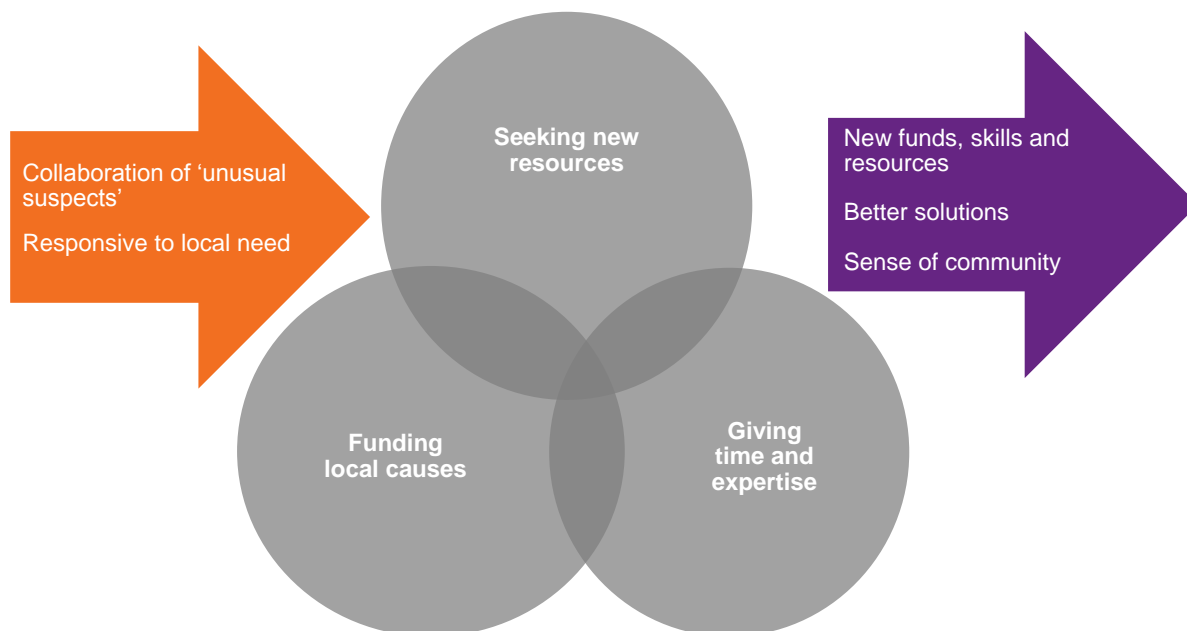 Collaboration of ‘unusual
suspects’
Responsive to local need
Seeking new
resources
Funding
local causes
Giving
time and
expertise
New funds, skills and
resources
Better solutions
Sense of community